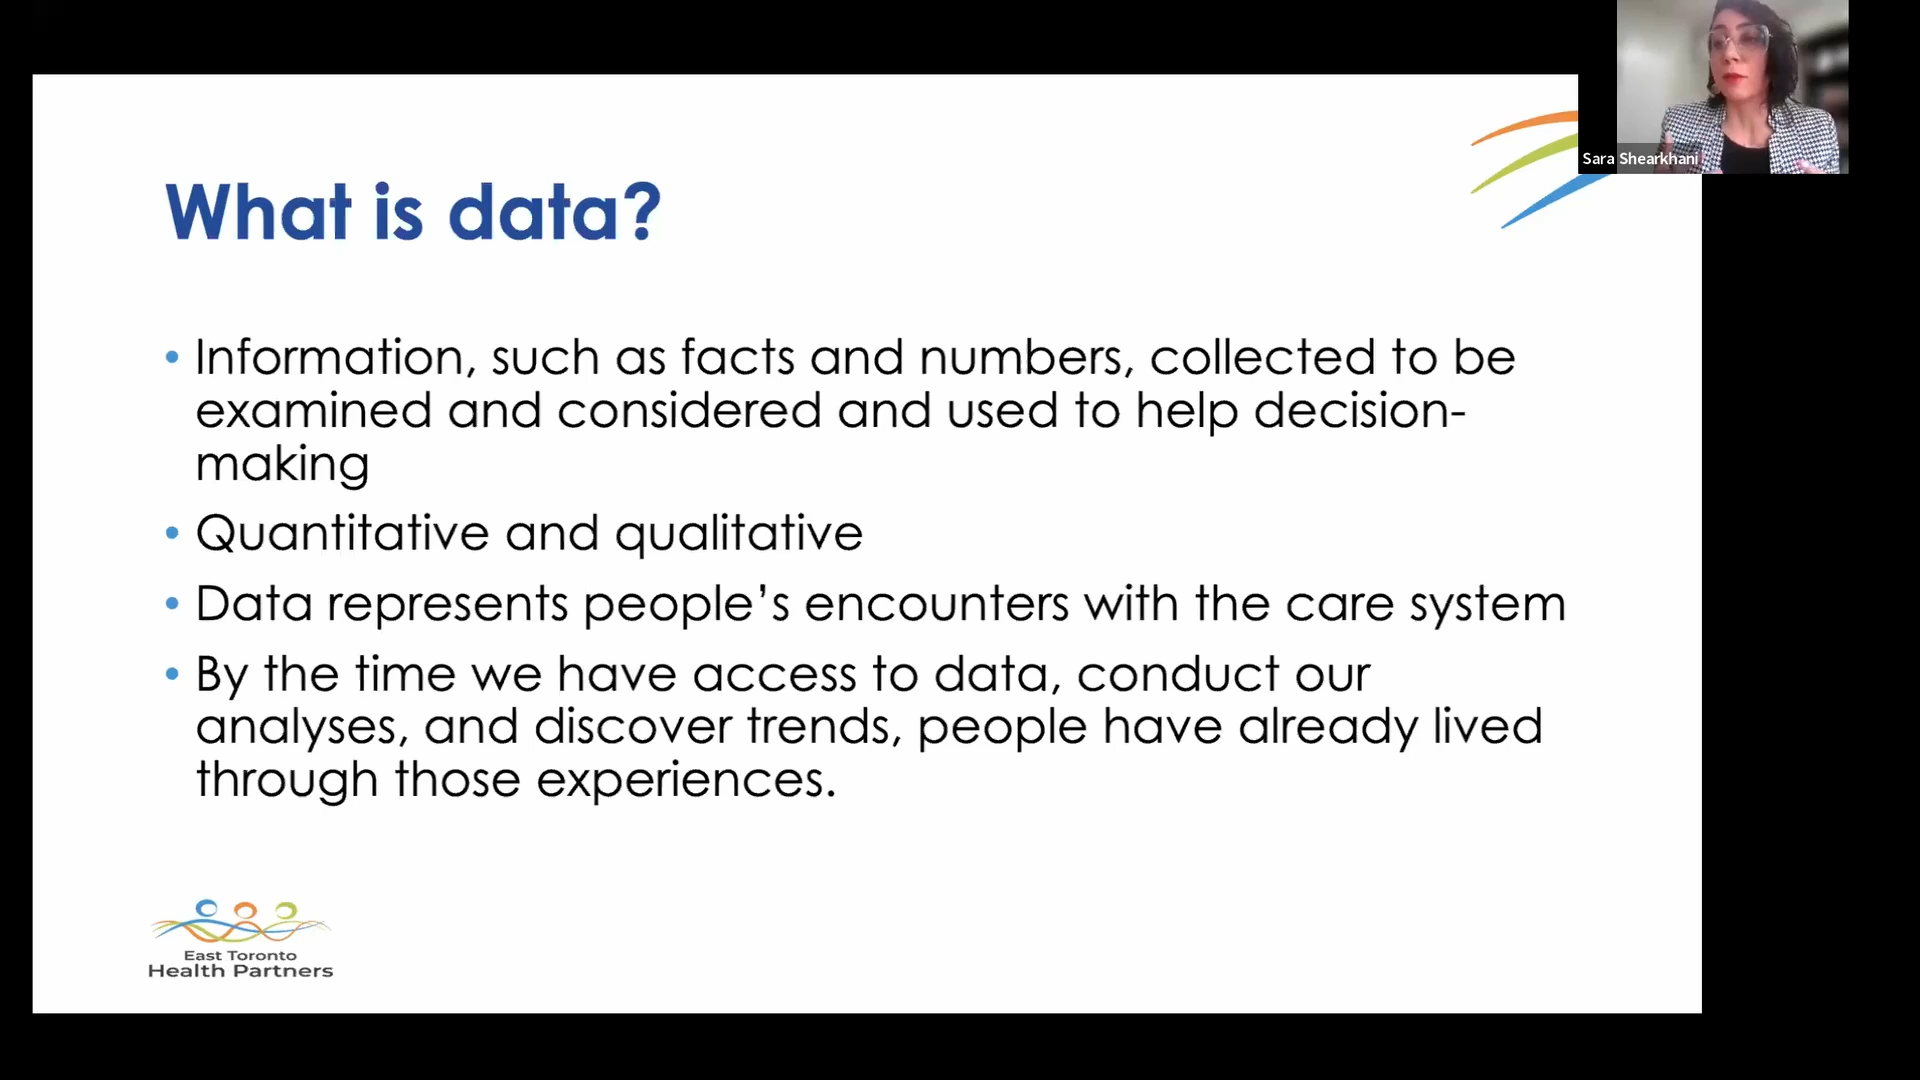 Sara Shearkhani
What is data?
• Information, such as facts and numbers, collected to be
examined and considered and used to help decision-
making
• Quantitative and qualitative
• Data represents people’s encounters with the care system
• By the time we have access to data, conduct our
analyses, and discover trends, people have already lived
through those experiences.
East Toronto
Health Partners